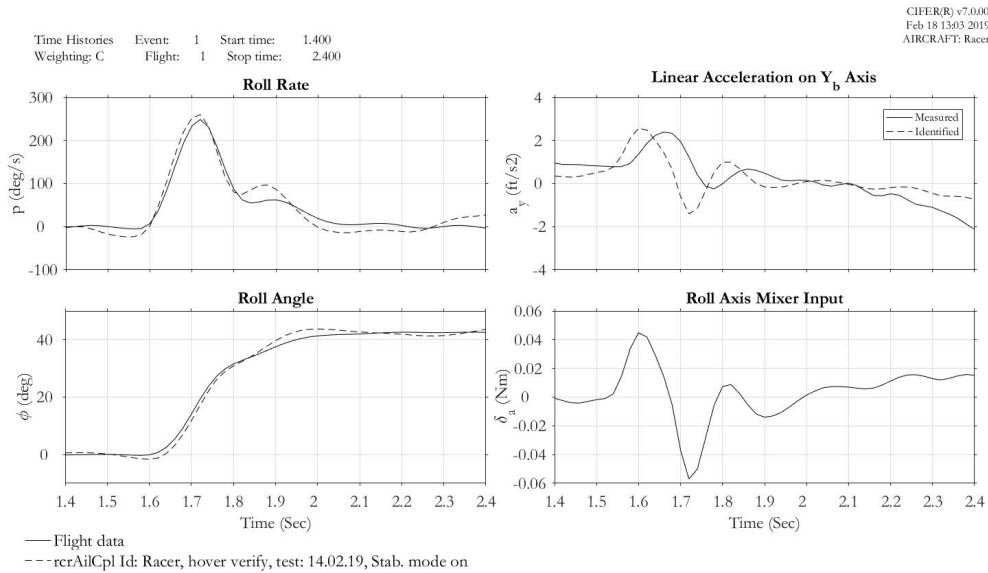 CIFER(R) v7.0.00
Feb 18 13:03 2019
AIRCRAFT: Racer
Time Histories Event: 1 Start time: 1.400
Weighting: C Flight: 1 Stop time: 2.400
Roll Rate
300
200
100
0
-100
p (deg/s)
Linear Acceleration on Y_b Axis
4
2
0
-2
-4
a_y (ft/s2)
Measured
Identified
Roll Angle
40
20
0
ϕ (deg)
1.4 1.5 1.6 1.7 1.8 1.9 2 2.1 2.2 2.3 2.4
Time (Sec)
Roll Axis Mixer Input
0.06
0.04
0.02
0
-0.02
-0.04
-0.06
δ_a (Nm)
1.4 1.5 1.6 1.7 1.8 1.9 2 2.1 2.2 2.3 2.4
Time (Sec)
Flight data
rcrAilCpl Id: Racer, hover verify, test: 14.02.19, Stab. mode on